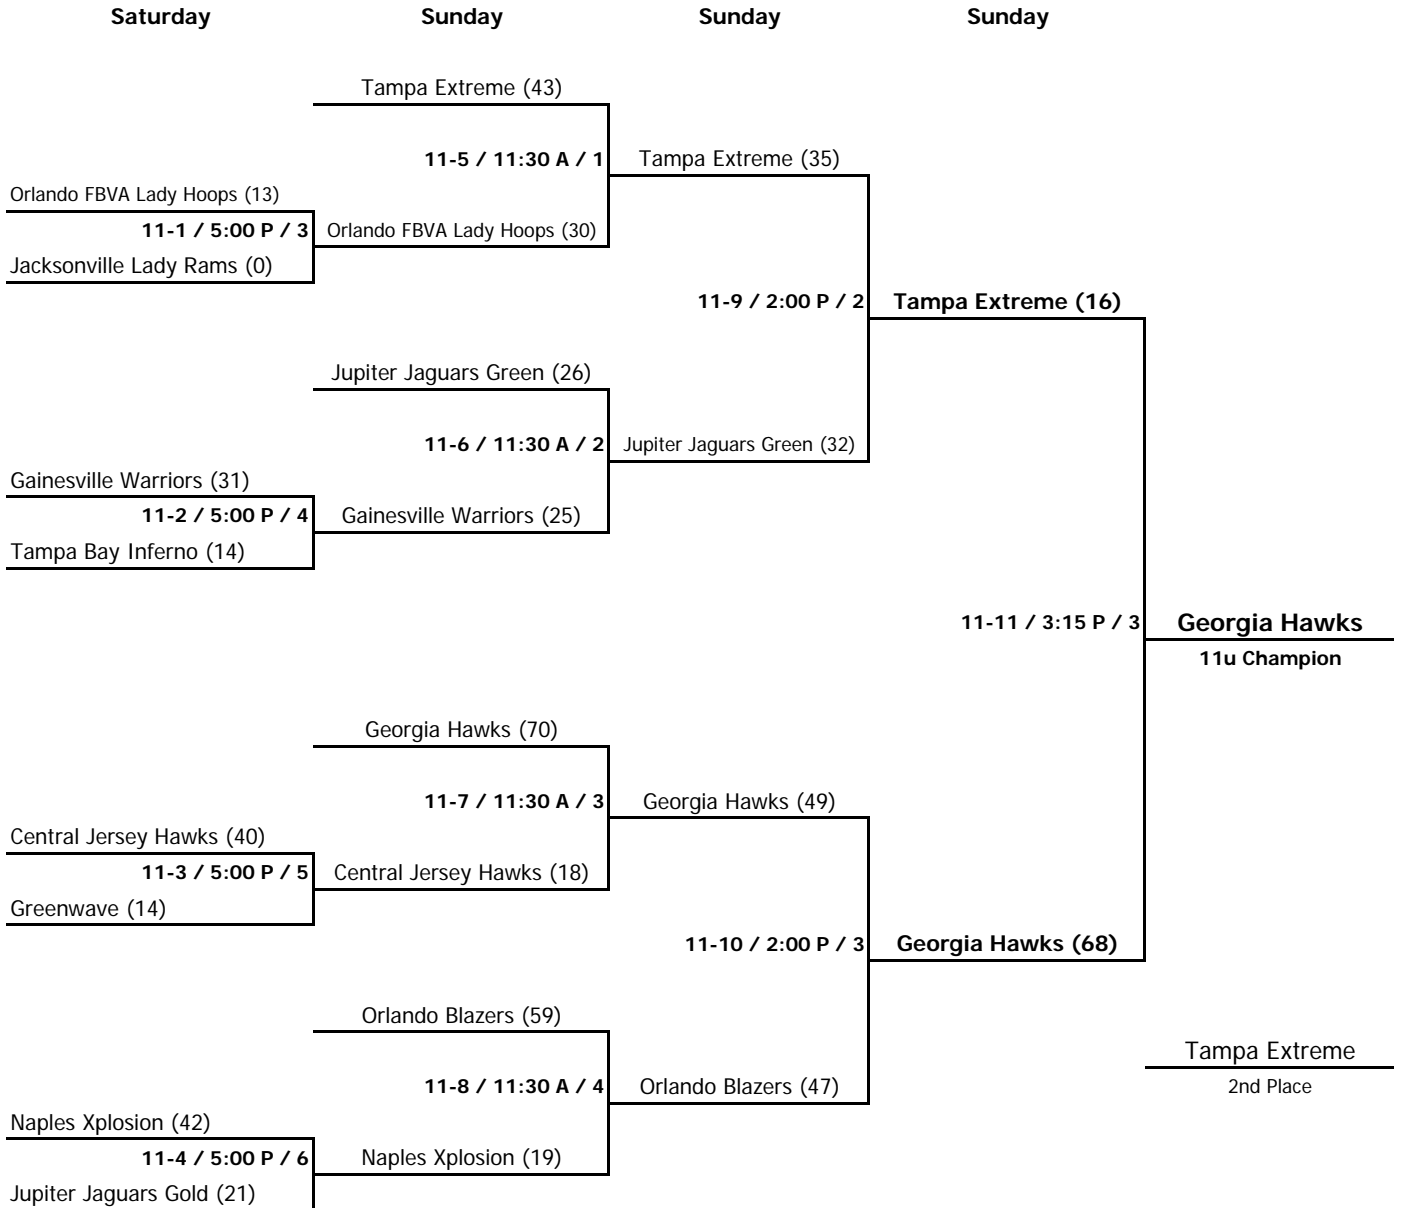 Saturday Sunday Sunday Sunday
Tampa Extreme (43)
11-5 / 11:30 A / 1 Tampa Extreme (35)
Orlando FBVA Lady Hoops (13)
11-1 / 5:00 P / 3 Orlando FBVA Lady Hoops (30)
Jacksonville Lady Rams (0)
11-9 / 2:00 P / 2 Tampa Extreme (16)
Jupiter Jaguars Green (26)
11-6 / 11:30 A / 2 Jupiter Jaguars Green (32)
Gainesville Warriors (31)
11-2 / 5:00 P / 4 Gainesville Warriors (25)
Tampa Bay Inferno (14)
11-11 / 3:15 P / 3 Georgia Hawks
11u Champion
Georgia Hawks (70)
11-7 / 11:30 A / 3 Georgia Hawks (49)
Central Jersey Hawks (40)
11-3 / 5:00 P / 5 Central Jersey Hawks (18)
Greenwave (14)
11-10 / 2:00 P / 3 Georgia Hawks (68)
Orlando Blazers (59)
Tampa Extreme
11-8 / 11:30 A / 4 Orlando Blazers (47) 2nd Place
Naples Xplosion (42)
11-4 / 5:00 P / 6 Naples Xplosion (19)
Jupiter Jaguars Gold (21)